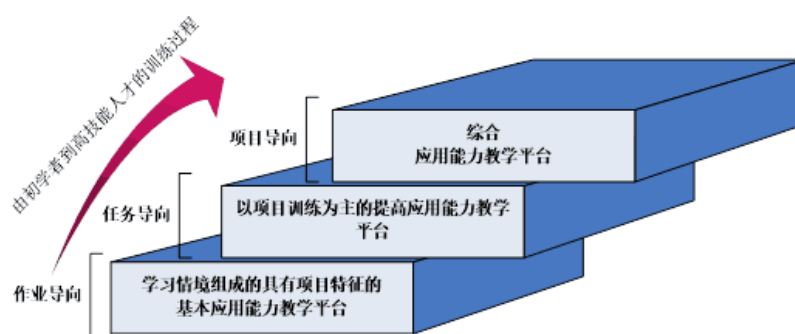 由初学者到高技能人才的训练过程
项目导向
综合
应用能力教学平台
任务导向
以项目训练为主的提高应用能力教学
平台
作业导向
学习情境组成的具有项目特征的
基本应用能力教学平台